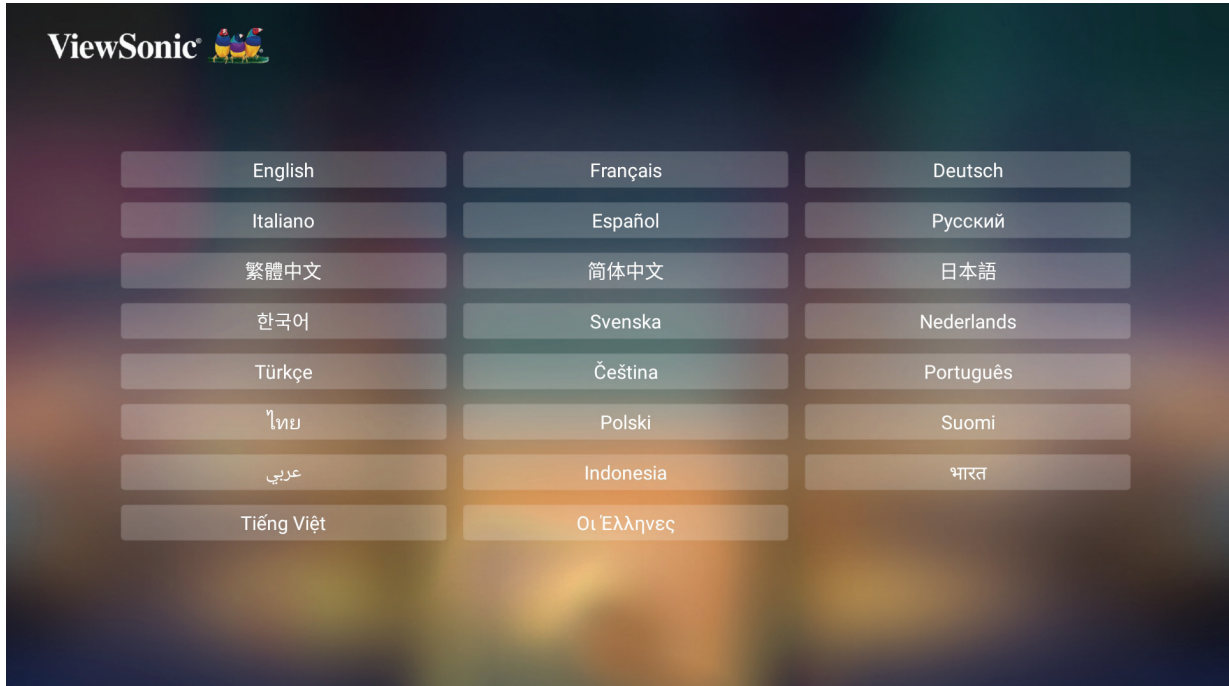 ViewSonic®
English Français Deutsch
Italiano Español Русский
繁體中文 简体中文 日本語
한국어 Svenska Nederlands
Türkçe Čeština Português
ไทย Polski Suomi
عربي Indonesia भारत
Tiếng Việt Οι Έλληνες